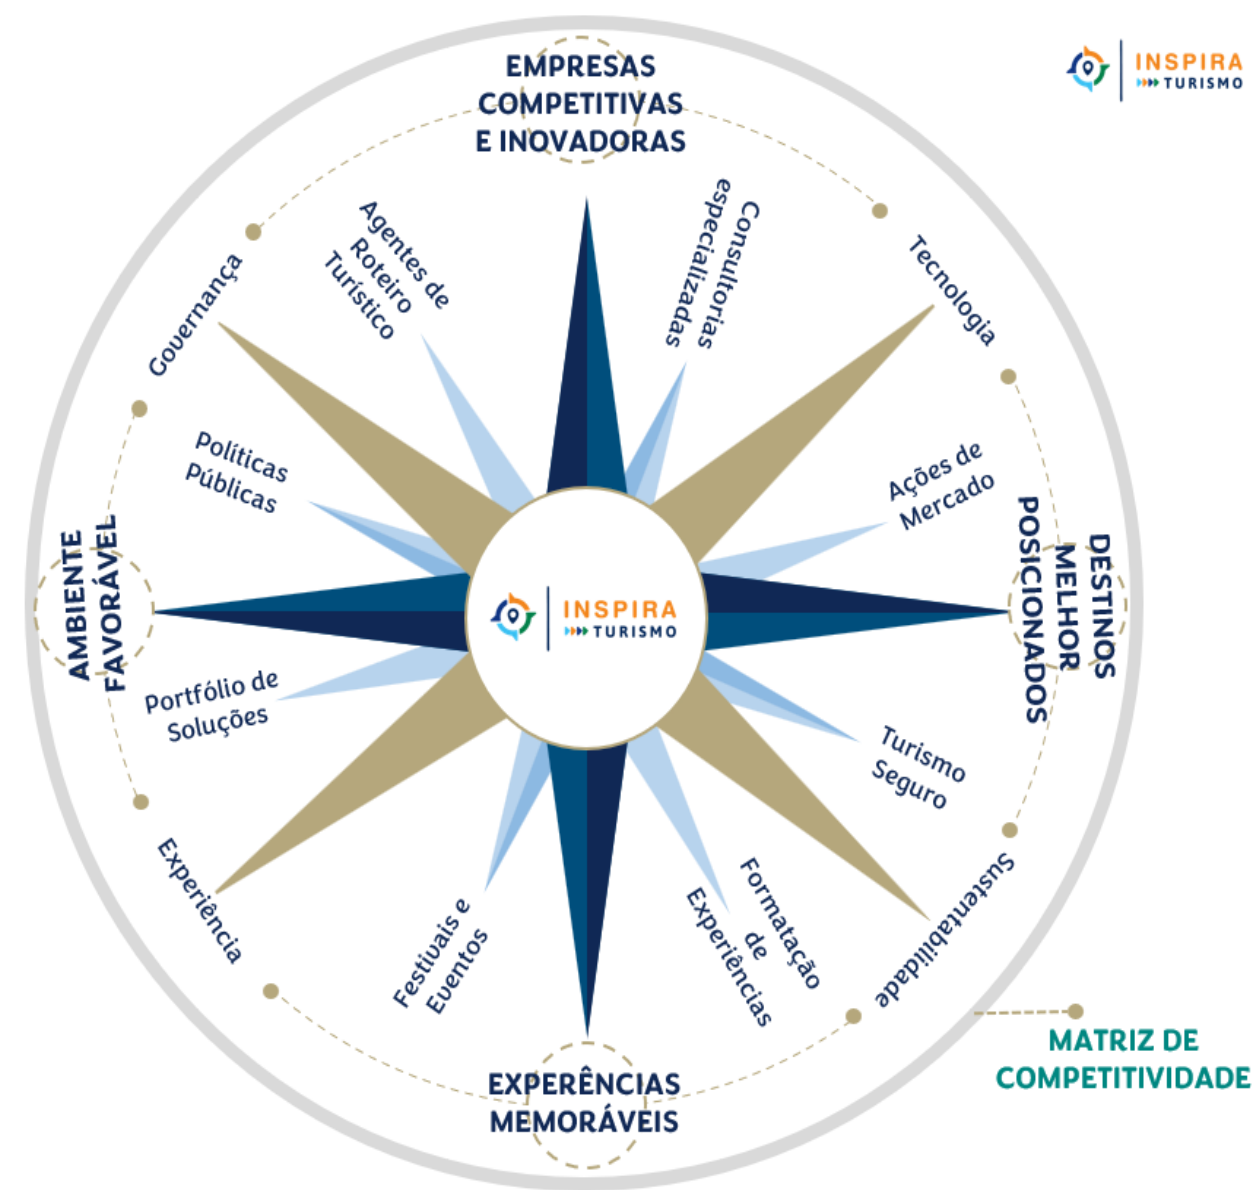 EMPRESAS
COMPETITIVAS
E INOVADORAS
INSPIRA
TURISMO
Agentes de
Roteiro
Turístico
Consultorias
especializadas
Governança
Tecnologia
Políticas
Públicas
Ações de
Mercado
AMBIENTE
FAVORÁVEL
INSPIRA
TURISMO
DESTINOS
MELHOR
POSICIONADOS
Portfólio de
Soluções
Turismo
Seguro
Experiência
Sustentabilidade
Festivais e
Eventos
Formatação
de
Experiências
EXPERÊNCIAS
MEMORÁVEIS
MATRIZ DE
COMPETITIVIDADE